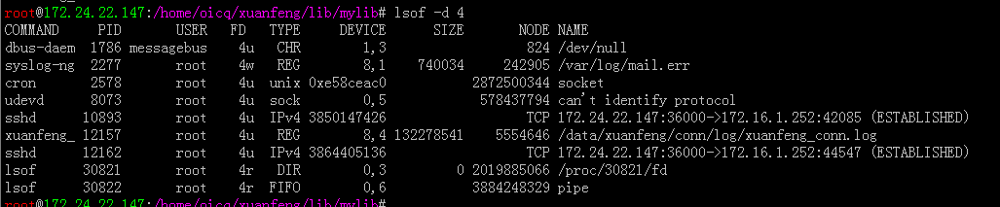 root@172.24.22.147:/home/oicq/xuanfeng/lib/mylib# lsof -d 4
COMMAND PID USER FD TYPE DEVICE SIZE NODE NAME
dbus-daem 1786 messagebus 4u CHR 1,3 824 /dev/null
syslog-ng 2277 root 4w REG 8,1 740034 242905 /var/log/mail.err
cron 2578 root 4u unix 0xe58ceac0 2872500344 socket
udevd 8073 root 4u sock 0,5 578437794 can't identify protocol
sshd 10893 root 4u IPv4 3850147426 TCP 172.24.22.147:36000->172.16.1.252:42085 (ESTABLISHED)
xuanfeng_ 12157 root 4u REG 8,4 132278541 5554646 /data/xuanfeng/conn/log/xuanfeng_conn.log
sshd 12162 root 4u IPv4 3864405136 TCP 172.24.22.147:36000->172.16.1.252:44547 (ESTABLISHED)
lsof 30821 root 4r DIR 0,3 0 2019885066 /proc/30821/fd
lsof 30822 root 4r FIFO 0,6 3884248329 pipe
root@172.24.22.147:/home/oicq/xuanfeng/lib/mylib#